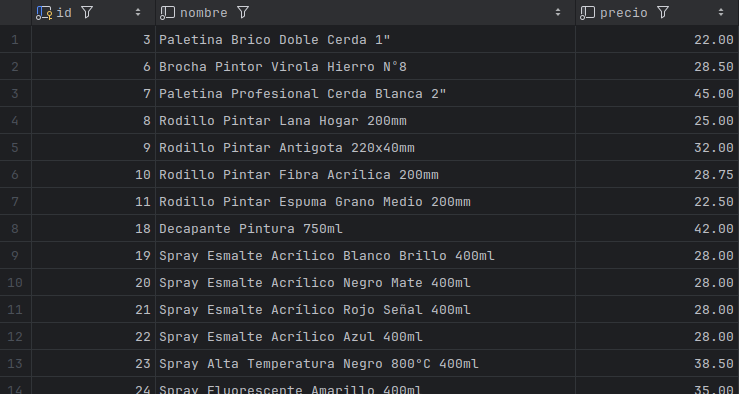 id nombre precio
1 3 Paletina Brico Doble Cerda 1" 22.00
2 6 Brocha Pintor Virola Hierro N°8 28.50
3 7 Paletina Profesional Cerda Blanca 2" 45.00
4 8 Rodillo Pintar Lana Hogar 200mm 25.00
5 9 Rodillo Pintar Antigota 220x40mm 32.00
6 10 Rodillo Pintar Fibra Acrílica 200mm 28.75
7 11 Rodillo Pintar Espuma Grano Medio 200mm 22.50
8 18 Decapante Pintura 750ml 42.00
9 19 Spray Esmalte Acrílico Blanco Brillo 400ml 28.00
10 20 Spray Esmalte Acrílico Negro Mate 400ml 28.00
11 21 Spray Esmalte Acrílico Rojo Señal 400ml 28.00
12 22 Spray Esmalte Acrílico Azul 400ml 28.00
13 23 Spray Alta Temperatura Negro 800°C 400ml 38.50
14 24 Spray Fluorescente Amarillo 400ml 35.00